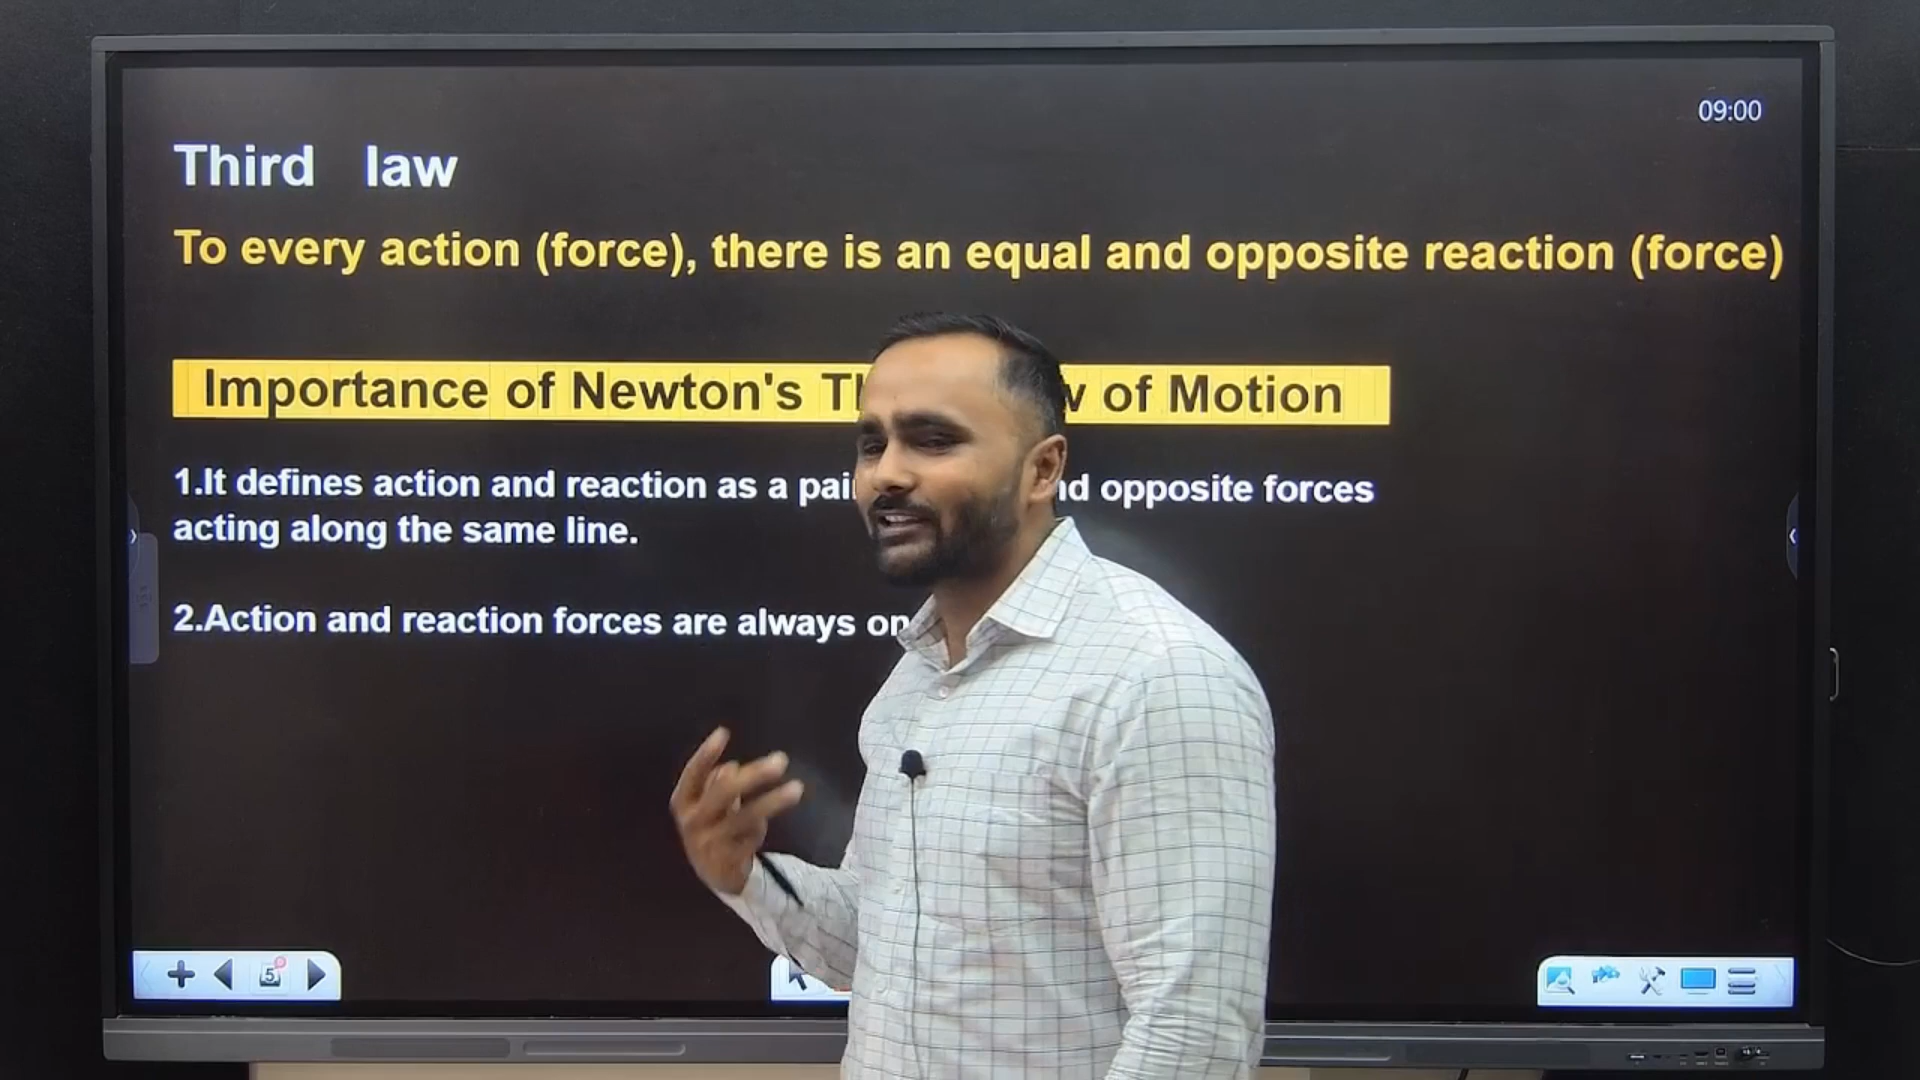 09:00
Third law
To every action (force), there is an equal and opposite reaction (force)
Importance of Newton's of Motion
1.It defines action and reaction as a opposite forces
acting along the same line.
2.Action and reaction forces are always on
5